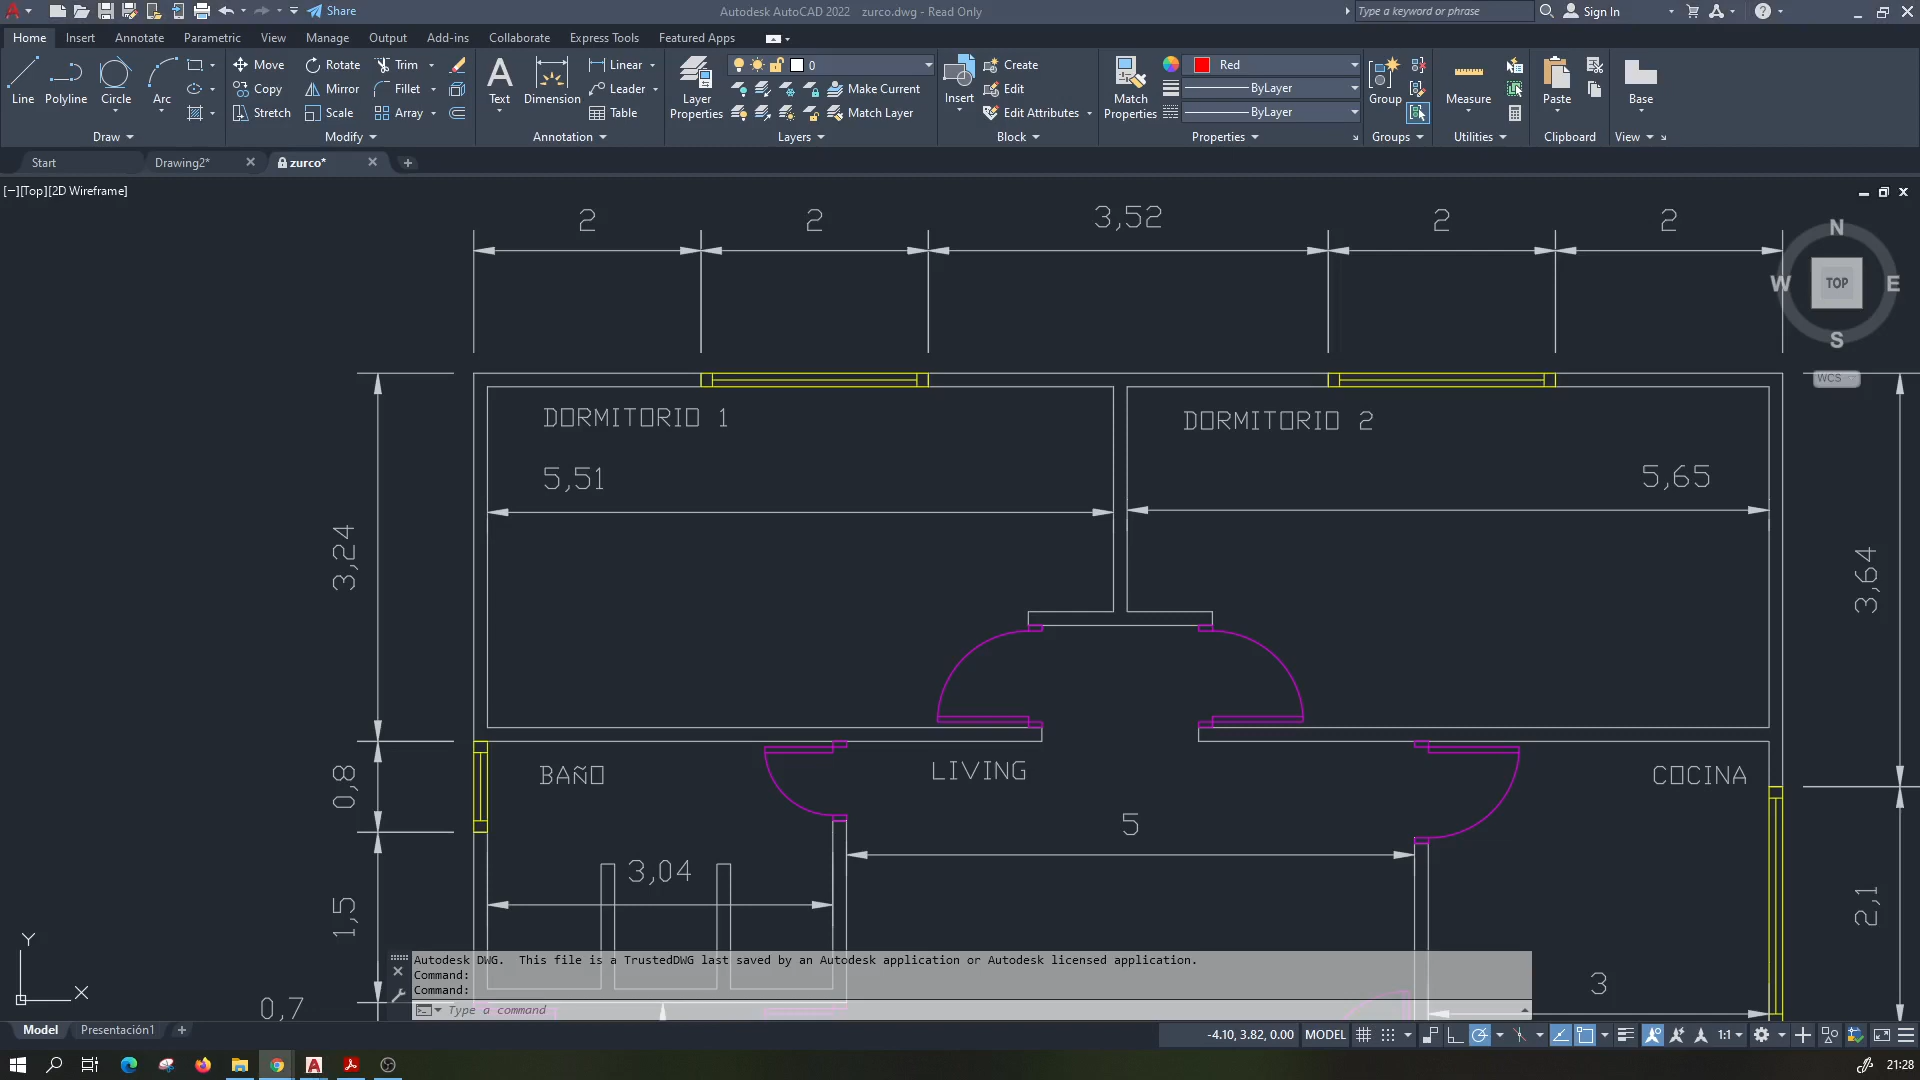 Share
Autodesk AutoCAD 2022 zurco.dwg - Read Only
Type a keyword or phrase
Sign In
Home Insert Annotate Parametric View Manage Output Add-ins Collaborate Express Tools Featured Apps
Line Polyline Circle Arc
Move Rotate Trim
Copy Mirror Fillet
Stretch Scale Array
Text Dimension
Linear
Leader
Table
Layer Properties
0
Make Current
Match Layer
Insert
Create
Edit
Edit Attributes
Match Properties
Red
ByLayer
ByLayer
Group
Measure
Paste
Base
Draw Modify Annotation Layers Block Properties Groups Utilities Clipboard View
Start Drawing2* zurco*
[−][Top][2D Wireframe]
2 2 3,52 2 2
N
W TOP E
S
WCS
DORMITORIO 1 DORMITORIO 2
5,51 5,65
3,24 3,64
BAÑO LIVING COCINA
0,8
5
3,04
1,5 2,1
3
0,7
Y
X
Autodesk DWG. This file is a TrustedDWG last saved by an Autodesk application or Autodesk licensed application.
Command:
Command:
Type a command
Model Presentación1
-4.10, 3.82, 0.00 MODEL 1:1
21:28